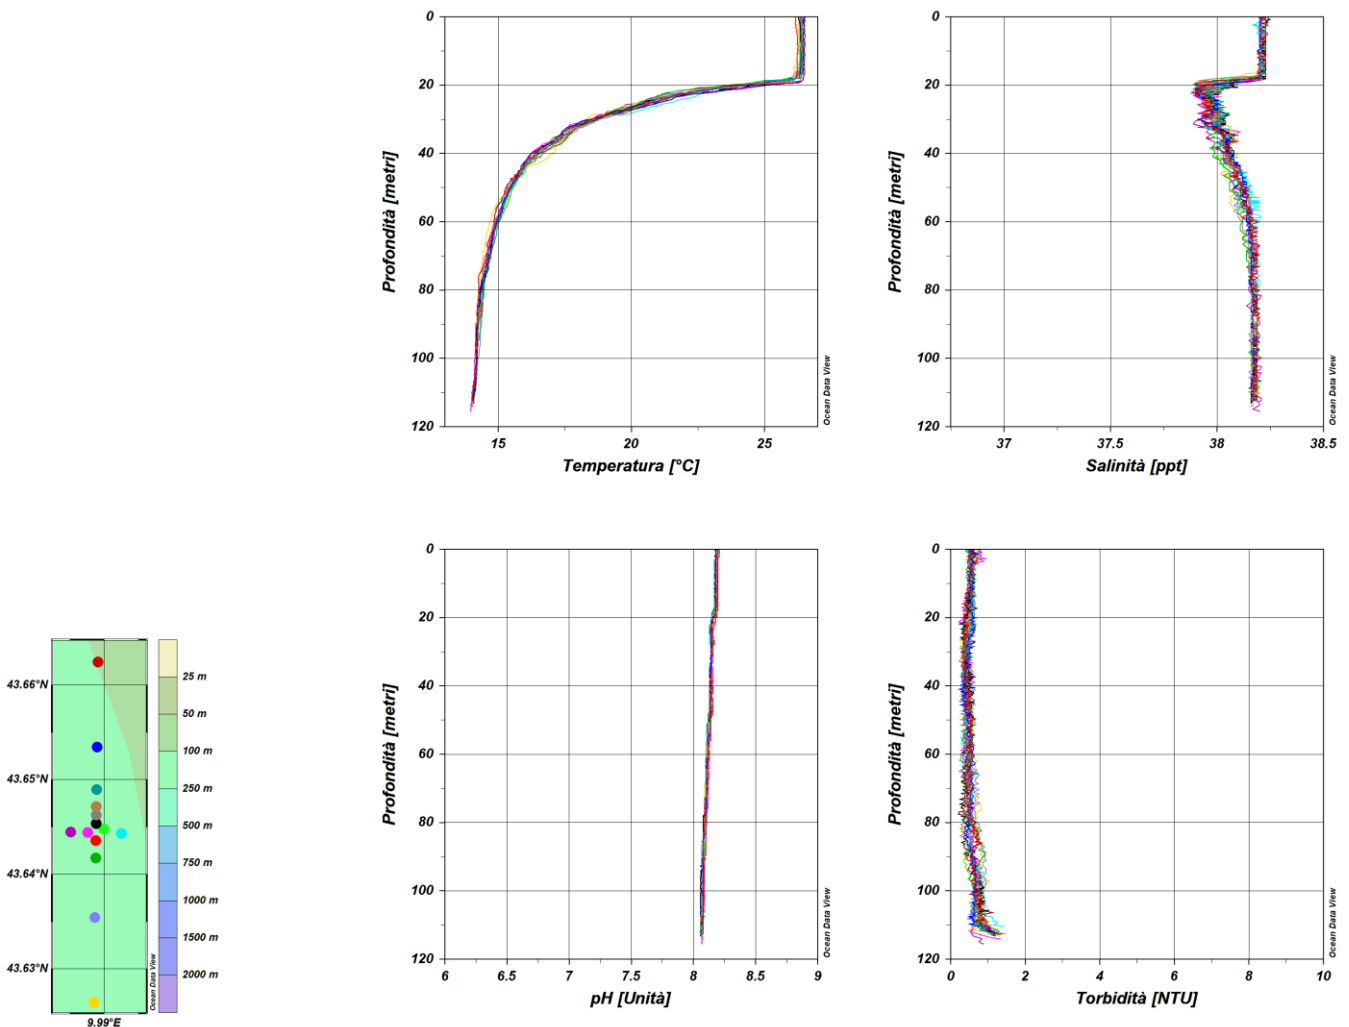 0
20
40
60
80
100
120
Profondità [metri]
15
20
25
Temperatura [°C]
Ocean Data View
0
20
40
60
80
100
120
Profondità [metri]
37
37.5
38
38.5
Salinità [ppt]
Ocean Data View
43.66°N
43.65°N
43.64°N
43.63°N
9.99°E
25 m
50 m
100 m
250 m
500 m
750 m
1000 m
1500 m
2000 m
Ocean Data View
0
20
40
60
80
100
120
Profondità [metri]
6
6.5
7
7.5
8
8.5
9
pH [Unità]
Ocean Data View
0
20
40
60
80
100
120
Profondità [metri]
0
2
4
6
8
10
Torbidità [NTU]
Ocean Data View